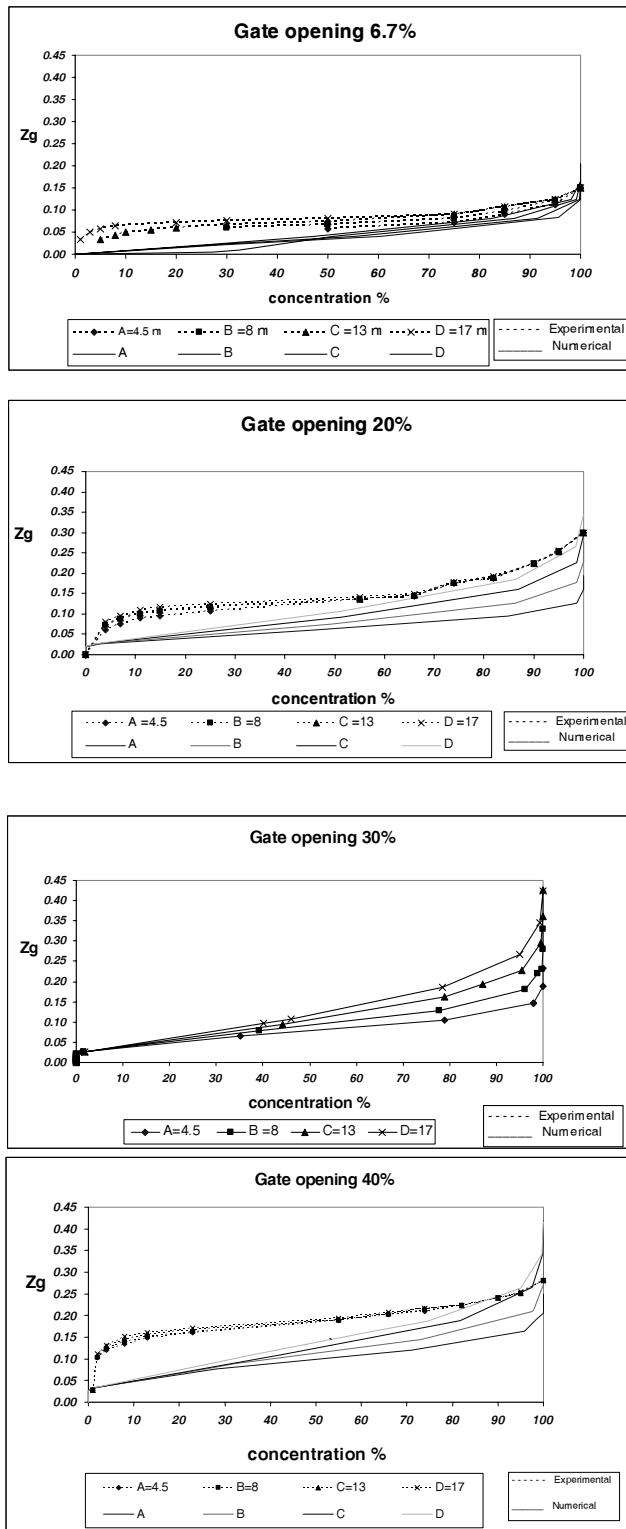 Gate opening 6.7%
0.45
0.40
0.35
0.30
Zg
0.25
0.20
0.15
0.10
0.05
0.00
0 10 20 30 40 50 60 70 80 90 100
concentration %
A=4.5 m B =8 m C =13 m D =17 m
A B C D
Experimental
Numerical
Gate opening 20%
0.45
0.40
0.35
0.30
Zg
0.25
0.20
0.15
0.10
0.05
0.00
0 10 20 30 40 50 60 70 80 90 100
concentration %
A =4.5 B =8 C =13 D =17
A B C D
Experimental
Numerical
Gate opening 30%
0.45
0.40
0.35
0.30
Zg
0.25
0.20
0.15
0.10
0.05
0.00
0 10 20 30 40 50 60 70 80 90 100
concentration %
A=4.5 B =8 C=13 D=17
Experimental
Numerical
Gate opening 40%
0.45
0.40
0.35
0.30
Zg
0.25
0.20
0.15
0.10
0.05
0.00
0 10 20 30 40 50 60 70 80 90 100
concentration %
A=4.5 B=8 C=13 D=17
A B C D
Experimental
Numerical